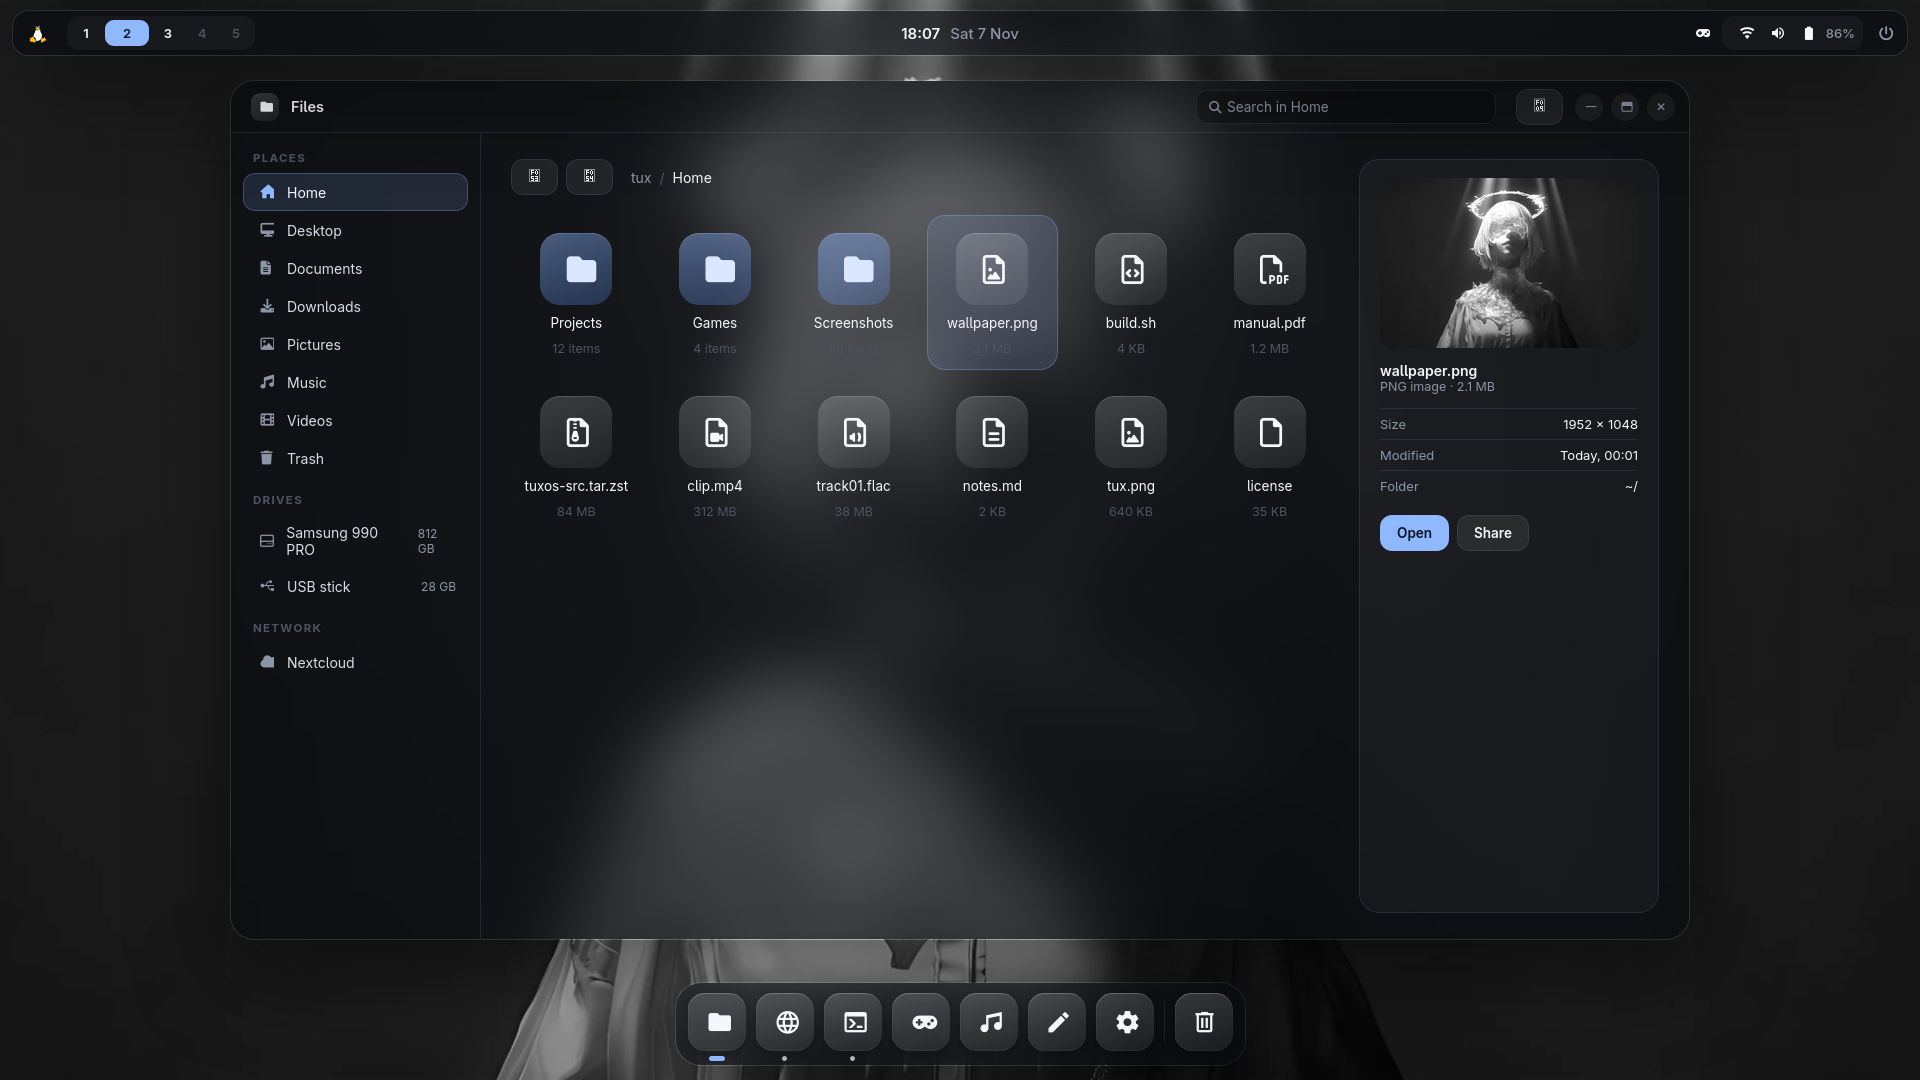 1 2 3 4 5
18:07 Sat 7 Nov
86%
Files
Search in Home
PLACES
Home
Desktop
Documents
Downloads
Pictures
Music
Videos
Trash
DRIVES
Samsung 990
PRO
812
GB
USB stick
28 GB
NETWORK
Nextcloud
tux / Home
Projects
12 items
Games
4 items
Screenshots
items
wallpaper.png
2.1 MB
build.sh
4 KB
PDF
manual.pdf
1.2 MB
tuxos-src.tar.zst
84 MB
clip.mp4
312 MB
track01.flac
38 MB
notes.md
2 KB
tux.png
640 KB
license
35 KB
wallpaper.png
PNG image · 2.1 MB
Size 1952 × 1048
Modified Today, 00:01
Folder ~/
Open Share